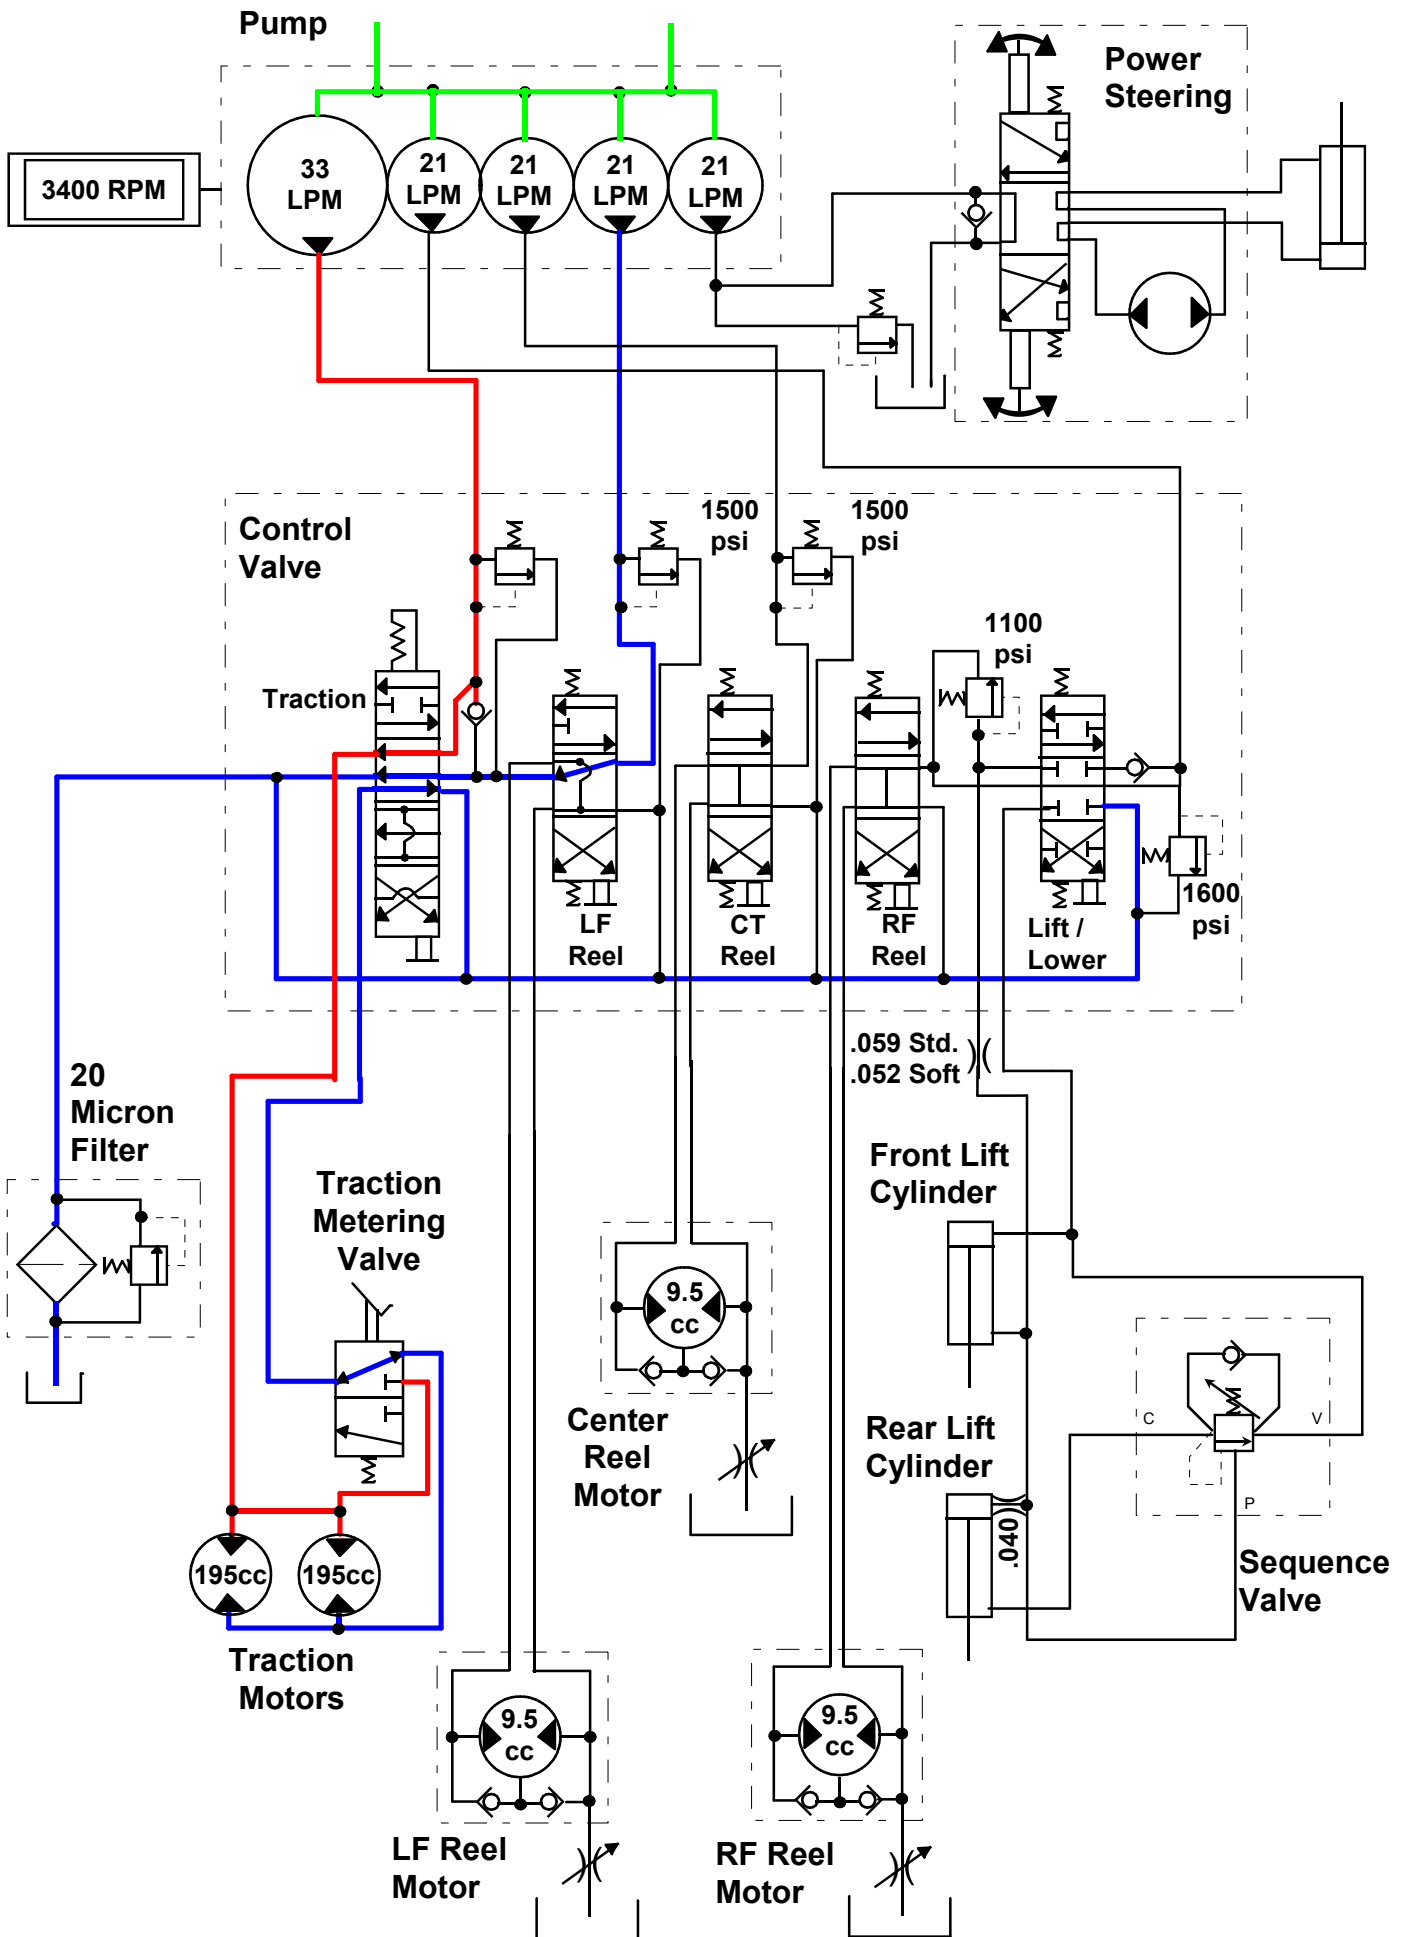 Pump
Power
Steering
3400 RPM
33
LPM
21
LPM
21
LPM
21
LPM
21
LPM
Control
Valve
1500
psi
1500
psi
1100
psi
Traction
1600
psi
LF
Reel
CT
Reel
RF
Reel
Lift /
Lower
.059 Std.
.052 Soft
20
Micron
Filter
Traction
Metering
Valve
Front Lift
Cylinder
9.5
cc
Center
Reel
Motor
Rear Lift
Cylinder
C
V
P
.040
Sequence
Valve
195cc
195cc
Traction
Motors
9.5
cc
9.5
cc
LF Reel
Motor
RF Reel
Motor